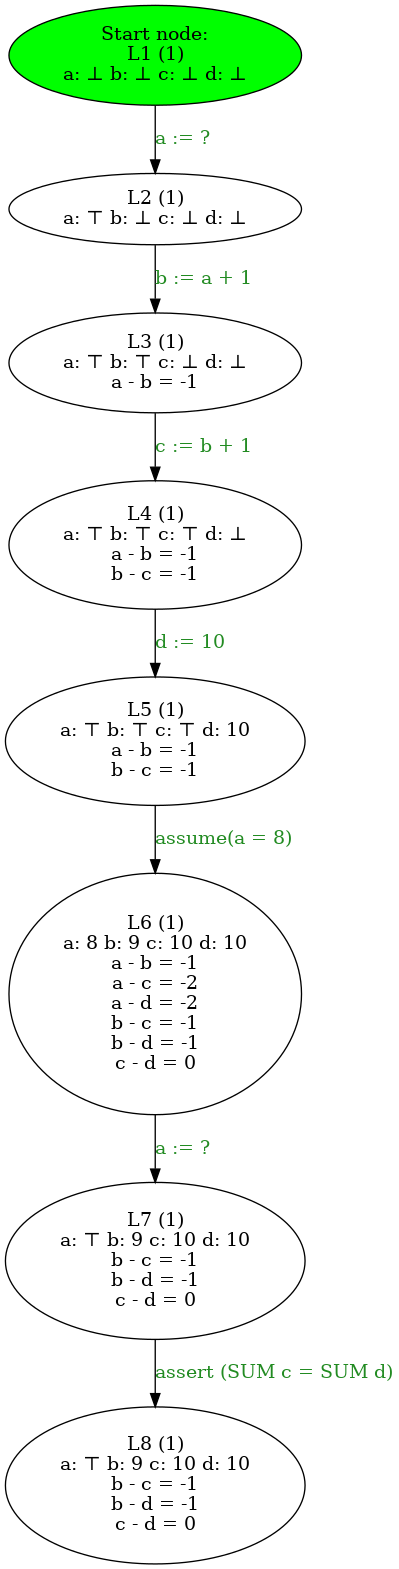 Start node:
L1 (1)
a: ⊥ b: ⊥ c: ⊥ d: ⊥
a := ?
L2 (1)
a: ⊤ b: ⊥ c: ⊥ d: ⊥
b := a + 1
L3 (1)
a: ⊤ b: ⊤ c: ⊥ d: ⊥
a - b = -1
c := b + 1
L4 (1)
a: ⊤ b: ⊤ c: ⊤ d: ⊥
a - b = -1
b - c = -1
d := 10
L5 (1)
a: ⊤ b: ⊤ c: ⊤ d: 10
a - b = -1
b - c = -1
assume(a = 8)
L6 (1)
a: 8 b: 9 c: 10 d: 10
a - b = -1
a - c = -2
a - d = -2
b - c = -1
b - d = -1
c - d = 0
a := ?
L7 (1)
a: ⊤ b: 9 c: 10 d: 10
b - c = -1
b - d = -1
c - d = 0
assert (SUM c = SUM d)
L8 (1)
a: ⊤ b: 9 c: 10 d: 10
b - c = -1
b - d = -1
c - d = 0